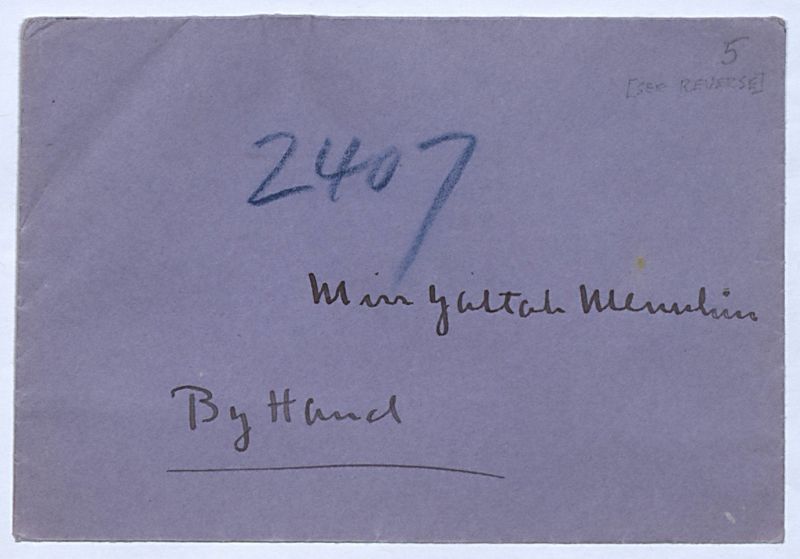 5
[SEE REVERSE]
2407
Miss Yaltah Menuhin
By Hand